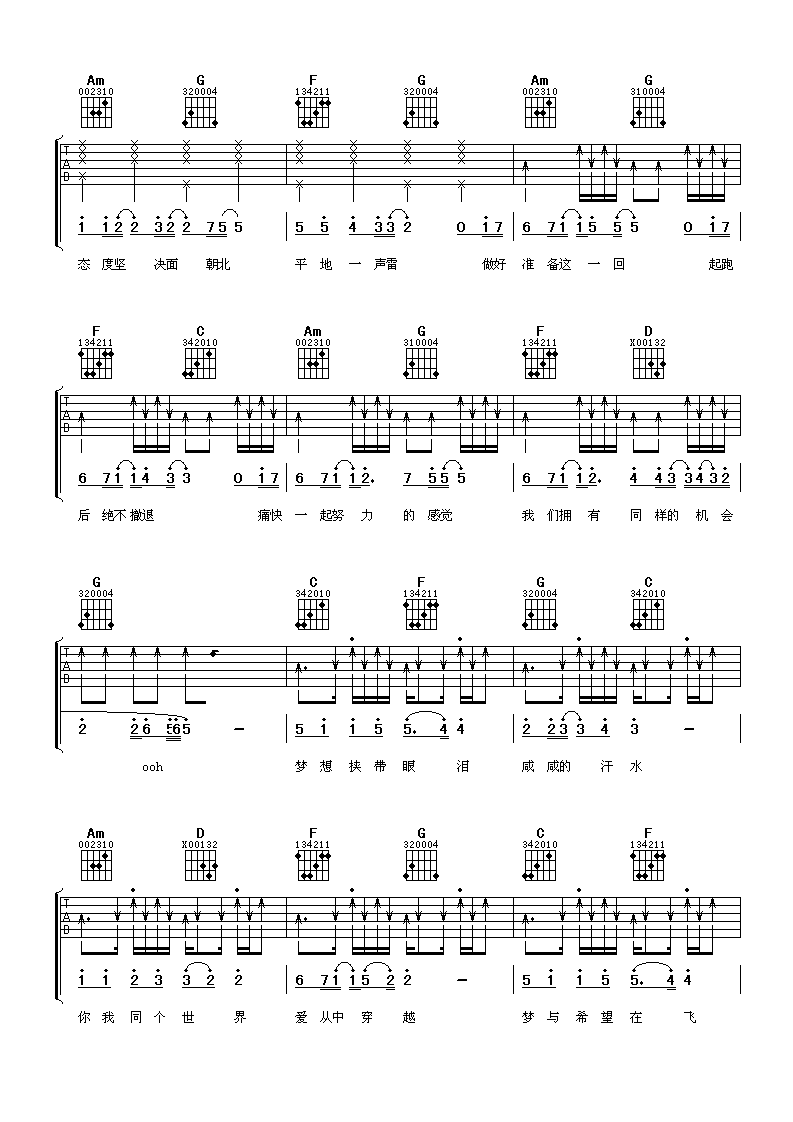 Am G F G Am G
002310 320004 134211 320004 002310 310004
T
A
B
1 1 2 2 3 2 2 7 5 5 5 5 4 3 3 2 0 1 7 6 7 1 1 5 5 5 0 1 7
态 度坚 决面 朝北 平 地 一 声雷 做好 准 备这 一 回 起跑
F C Am G F D
134211 342010 002310 310004 134211 X00132
T
A
B
6 7 1 1 4 3 3 0 1 7 6 7 1 1 2. 7 5 5 5 6 7 1 1 2. 4 4 3 3 4 3 2
后 绝不 撤退 痛快 一 起努 力 的 感觉 我 们拥 有 同 样的 机 会
G C F G C
320004 342010 134211 320004 342010
T
A
B
2 2 6 5 6 5 – 5 1 1 5 5. 4 4 2 2 3 3 4 3 –
ooh 梦 想 挟 带 眼 泪 咸 咸的 汗 水
Am D F G C F
002310 X00132 134211 320004 342010 134211
T
A
B
1 1 2 3 3 2 2 6 7 1 1 5 2 2 – 5 1 1 5 5. 4 4
你 我 同 个 世 界 爱 从中 穿 越 梦 与 希 望 在 飞